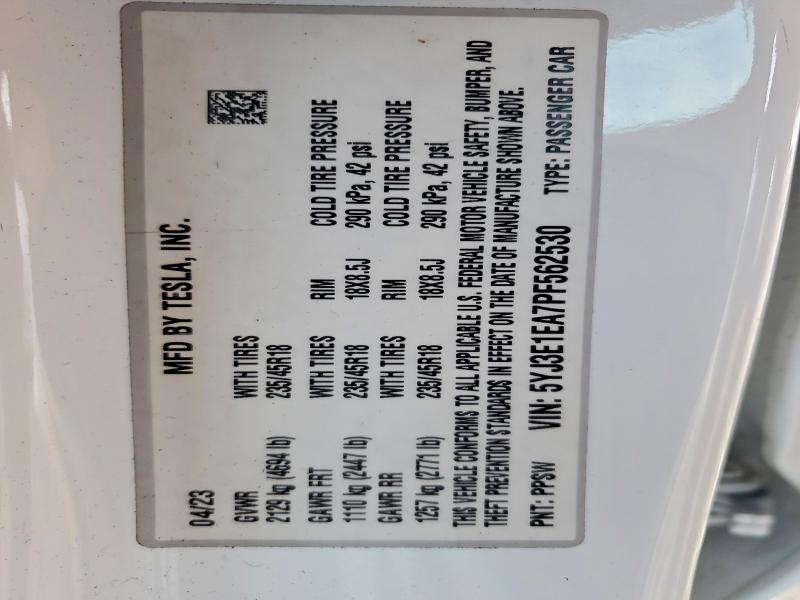 MFD BY TESLA, INC.
04/23
GVWR WITH TIRES
2129 kg (4694 lb) 235/45R18
GAWR FRT WITH TIRES RIM COLD TIRE PRESSURE
1110 kg (2447 lb) 235/45R18 18X8.5J 290 kPa, 42 psi
GAWR RR WITH TIRES RIM COLD TIRE PRESSURE
1257 kg (2771 lb) 235/45R18 18X8.5J 290 kPa, 42 psi
THIS VEHICLE CONFORMS TO ALL APPLICABLE U.S. FEDERAL MOTOR VEHICLE SAFETY, BUMPER, AND
THEFT PREVENTION STANDARDS IN EFFECT ON THE DATE OF MANUFACTURE SHOWN ABOVE.
PNT: PPSW VIN: 5YJ3E1EA7PF562530 TYPE: PASSENGER CAR